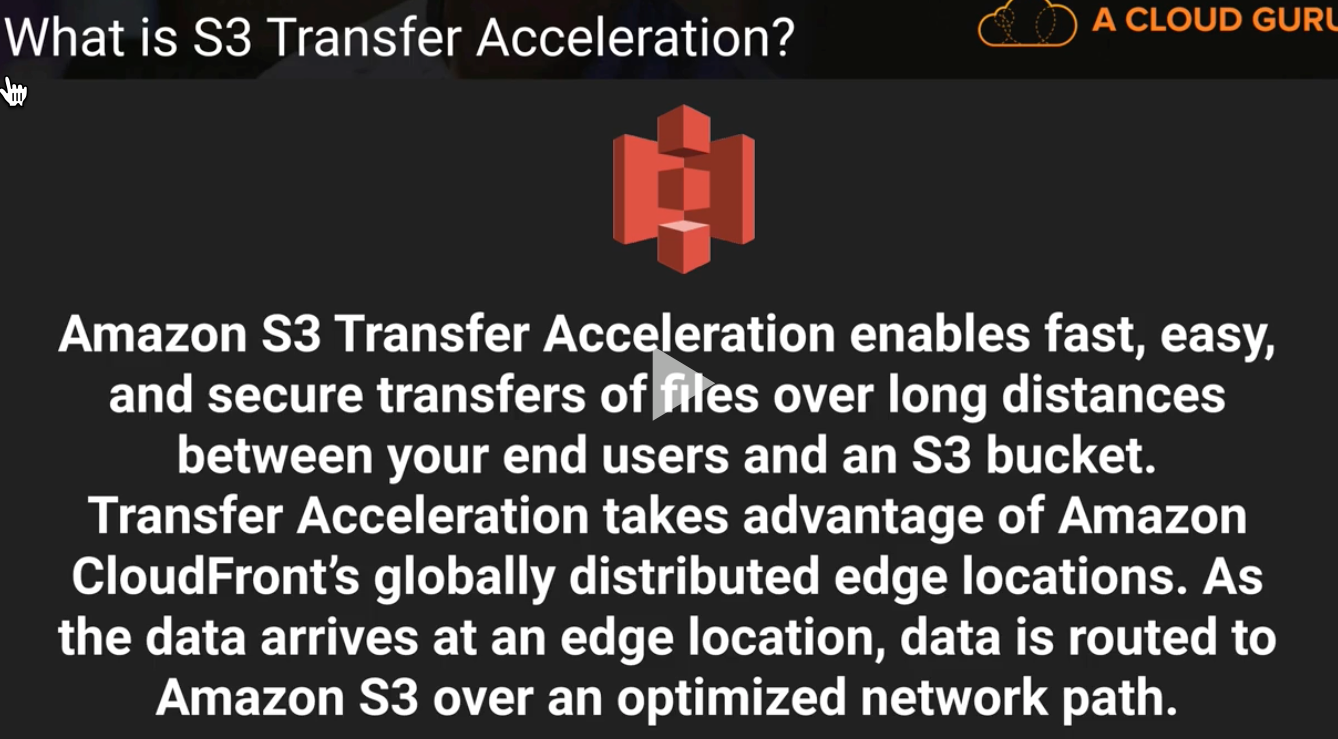 What is S3 Transfer Acceleration?
A CLOUD GURU
Amazon S3 Transfer Acceleration enables fast, easy,
and secure transfers of files over long distances
between your end users and an S3 bucket.
Transfer Acceleration takes advantage of Amazon
CloudFront’s globally distributed edge locations. As
the data arrives at an edge location, data is routed to
Amazon S3 over an optimized network path.